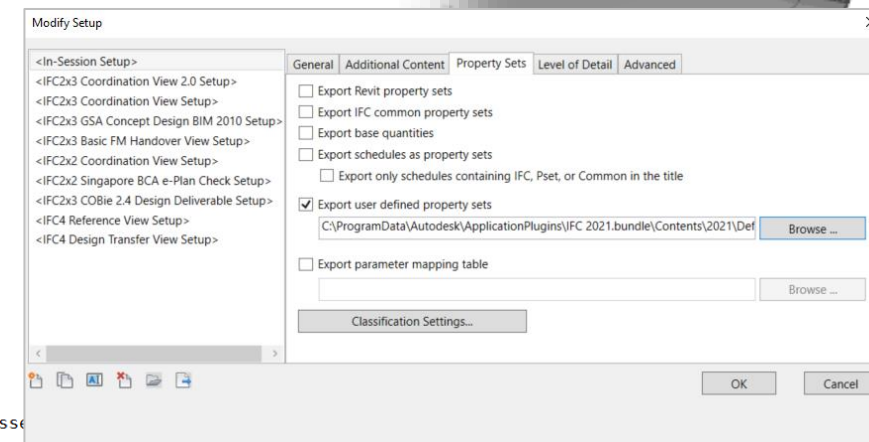 Modify Setup
<In-Session Setup>
<IFC2x3 Coordination View 2.0 Setup>
<IFC2x3 Coordination View Setup>
<IFC2x3 GSA Concept Design BIM 2010 Setup>
<IFC2x3 Basic FM Handover View Setup>
<IFC2x2 Coordination View Setup>
<IFC2x2 Singapore BCA e-Plan Check Setup>
<IFC2x3 COBie 2.4 Design Deliverable Setup>
<IFC4 Reference View Setup>
<IFC4 Design Transfer View Setup>
General Additional Content Property Sets Level of Detail Advanced
Export Revit property sets
Export IFC common property sets
Export base quantities
Export schedules as property sets
Export only schedules containing IFC, Pset, or Common in the title
Export user defined property sets
C:\ProgramData\Autodesk\ApplicationPlugins\IFC 2021.bundle\Contents\2021\Def Browse ...
Export parameter mapping table
Browse ...
Classification Settings...
OK Cancel